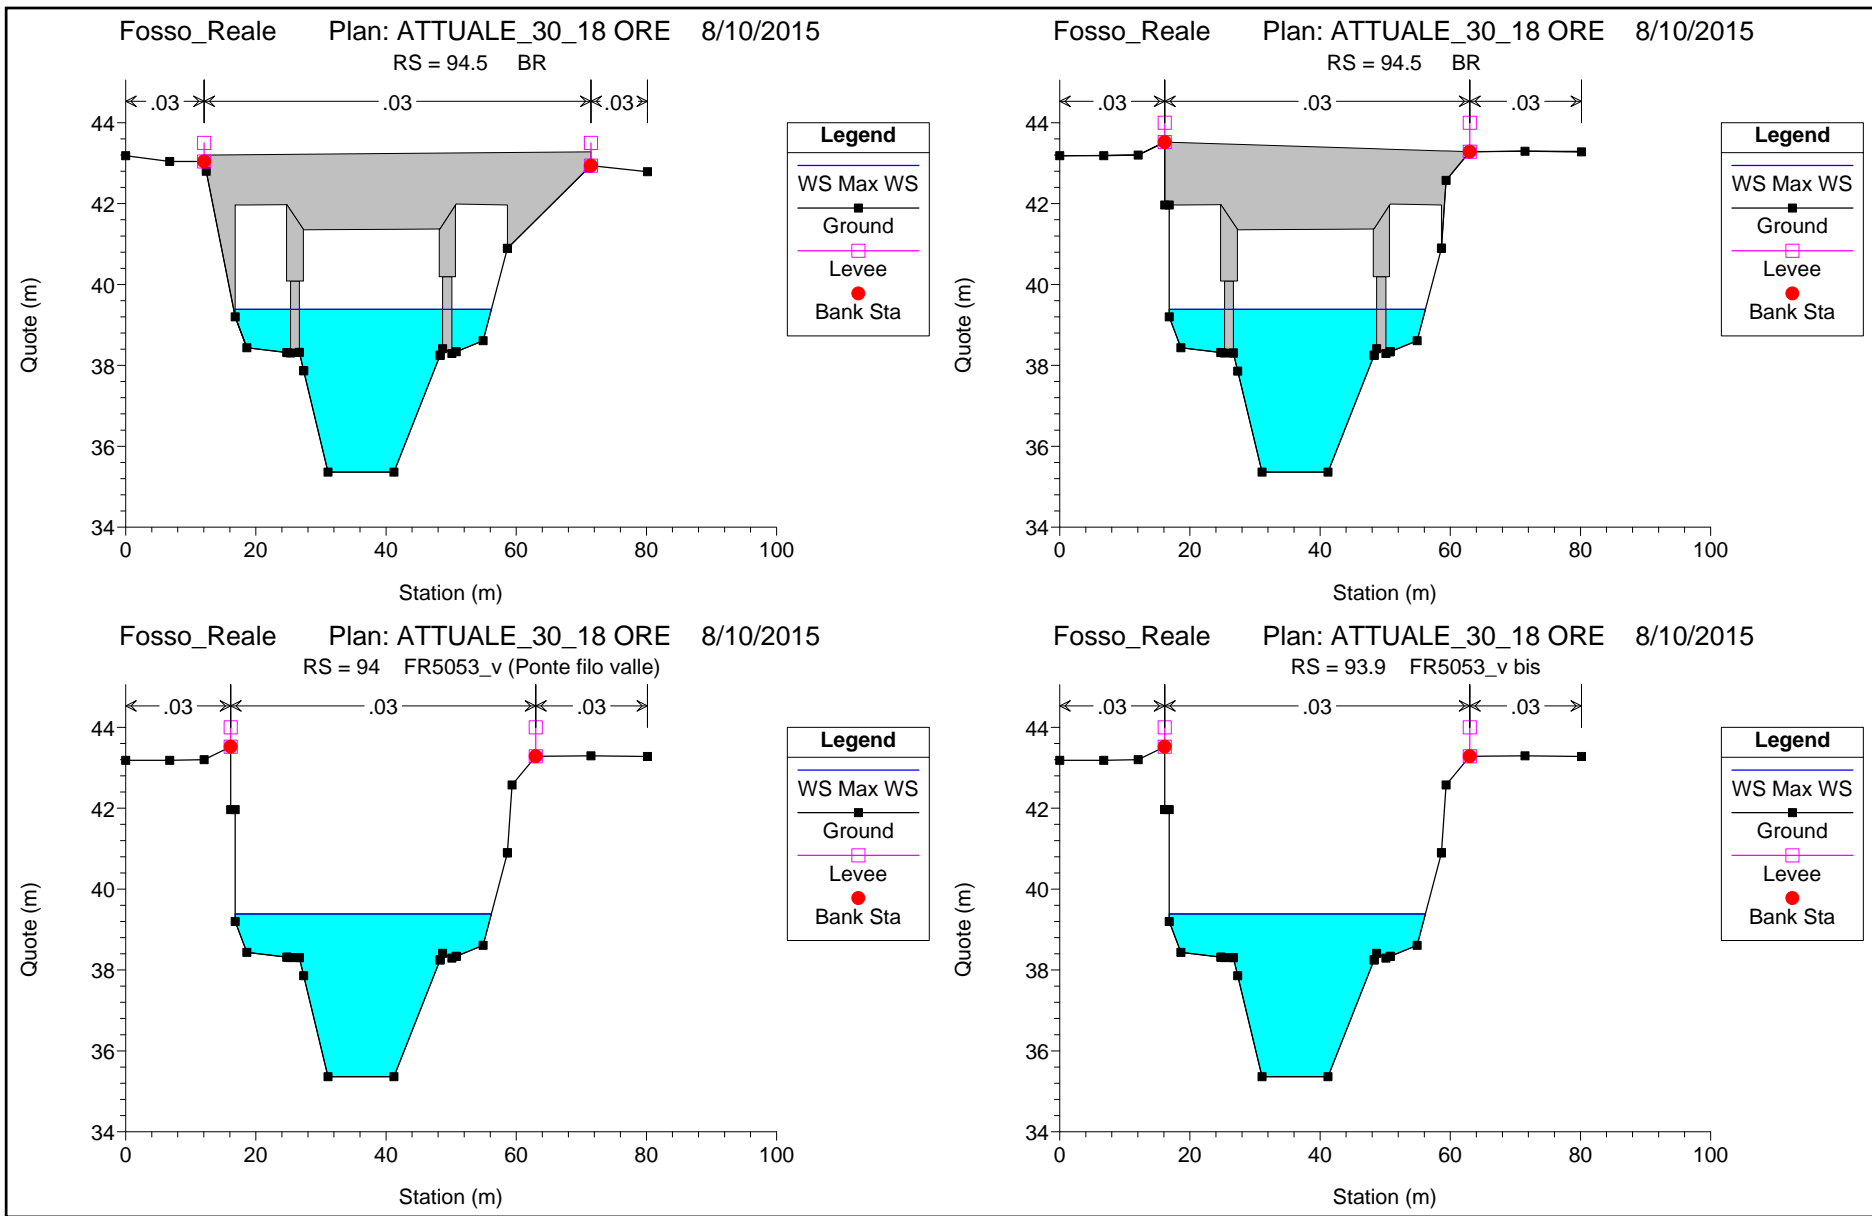 Fosso_Reale Plan: ATTUALE_30_18 ORE 8/10/2015
RS = 94.5 BR
.03 .03 .03
44
42
40
38
36
34
0 20 40 60 80 100
Quote (m)
Station (m)
Legend
WS Max WS
Ground
Levee
Bank Sta
Fosso_Reale Plan: ATTUALE_30_18 ORE 8/10/2015
RS = 94.5 BR
.03 .03 .03
44
42
40
38
36
34
0 20 40 60 80 100
Quote (m)
Station (m)
Legend
WS Max WS
Ground
Levee
Bank Sta
Fosso_Reale Plan: ATTUALE_30_18 ORE 8/10/2015
RS = 94 FR5053_v (Ponte filo valle)
.03 .03 .03
44
42
40
38
36
34
0 20 40 60 80 100
Quote (m)
Station (m)
Legend
WS Max WS
Ground
Levee
Bank Sta
Fosso_Reale Plan: ATTUALE_30_18 ORE 8/10/2015
RS = 93.9 FR5053_v bis
.03 .03 .03
44
42
40
38
36
34
0 20 40 60 80 100
Quote (m)
Station (m)
Legend
WS Max WS
Ground
Levee
Bank Sta